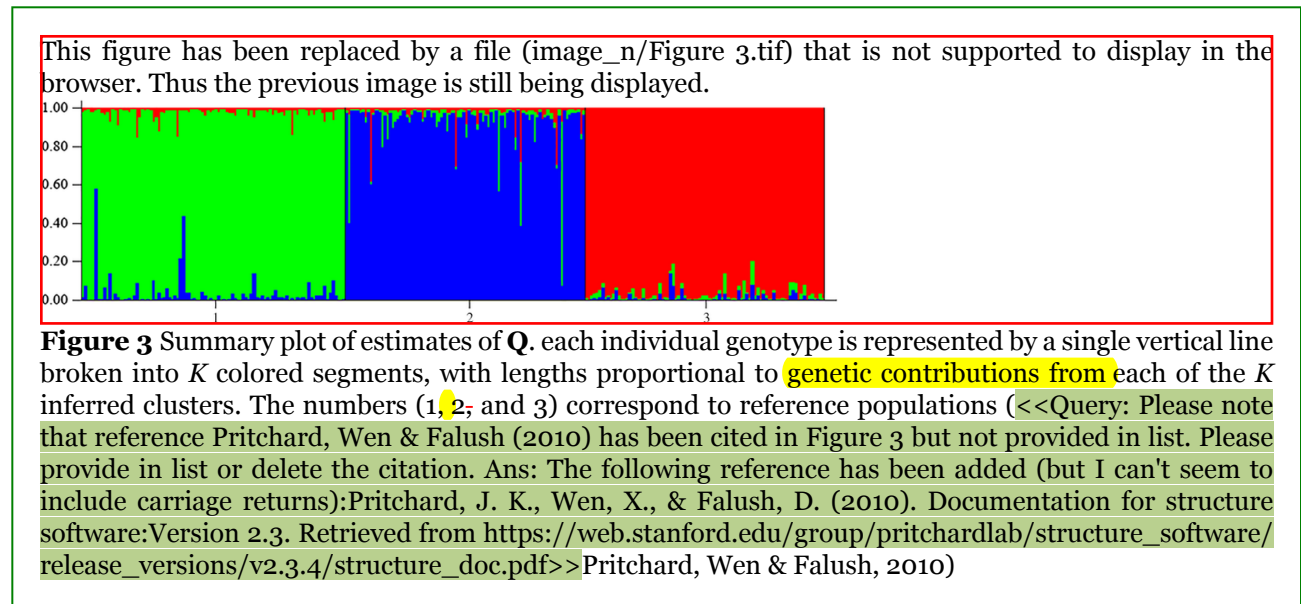 This figure has been replaced by a file (image_n/Figure 3.tif) that is not supported to display in the
browser. Thus the previous image is still being displayed.
1.00
0.80
0.60
0.40
0.20
0.00
1 2 3
Figure 3 Summary plot of estimates of Q. each individual genotype is represented by a single vertical line
broken into K colored segments, with lengths proportional to genetic contributions from each of the K
inferred clusters. The numbers (1, 2, and 3) correspond to reference populations (<<Query: Please note
that reference Pritchard, Wen & Falush (2010) has been cited in Figure 3 but not provided in list. Please
provide in list or delete the citation. Ans: The following reference has been added (but I can't seem to
include carriage returns):Pritchard, J. K., Wen, X., & Falush, D. (2010). Documentation for structure
software:Version 2.3. Retrieved from https://web.stanford.edu/group/pritchardlab/structure_software/
release_versions/v2.3.4/structure_doc.pdf>>Pritchard, Wen & Falush, 2010)